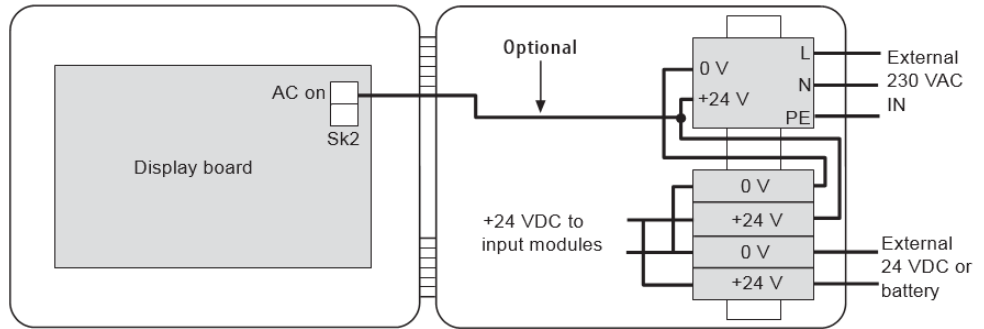 Optional
AC on
Sk2
Display board
0 V
+24 V
L
N
PE
External
230 VAC
IN
+24 VDC to
input modules
0 V
+24 V
0 V
+24 V
External
24 VDC or
battery